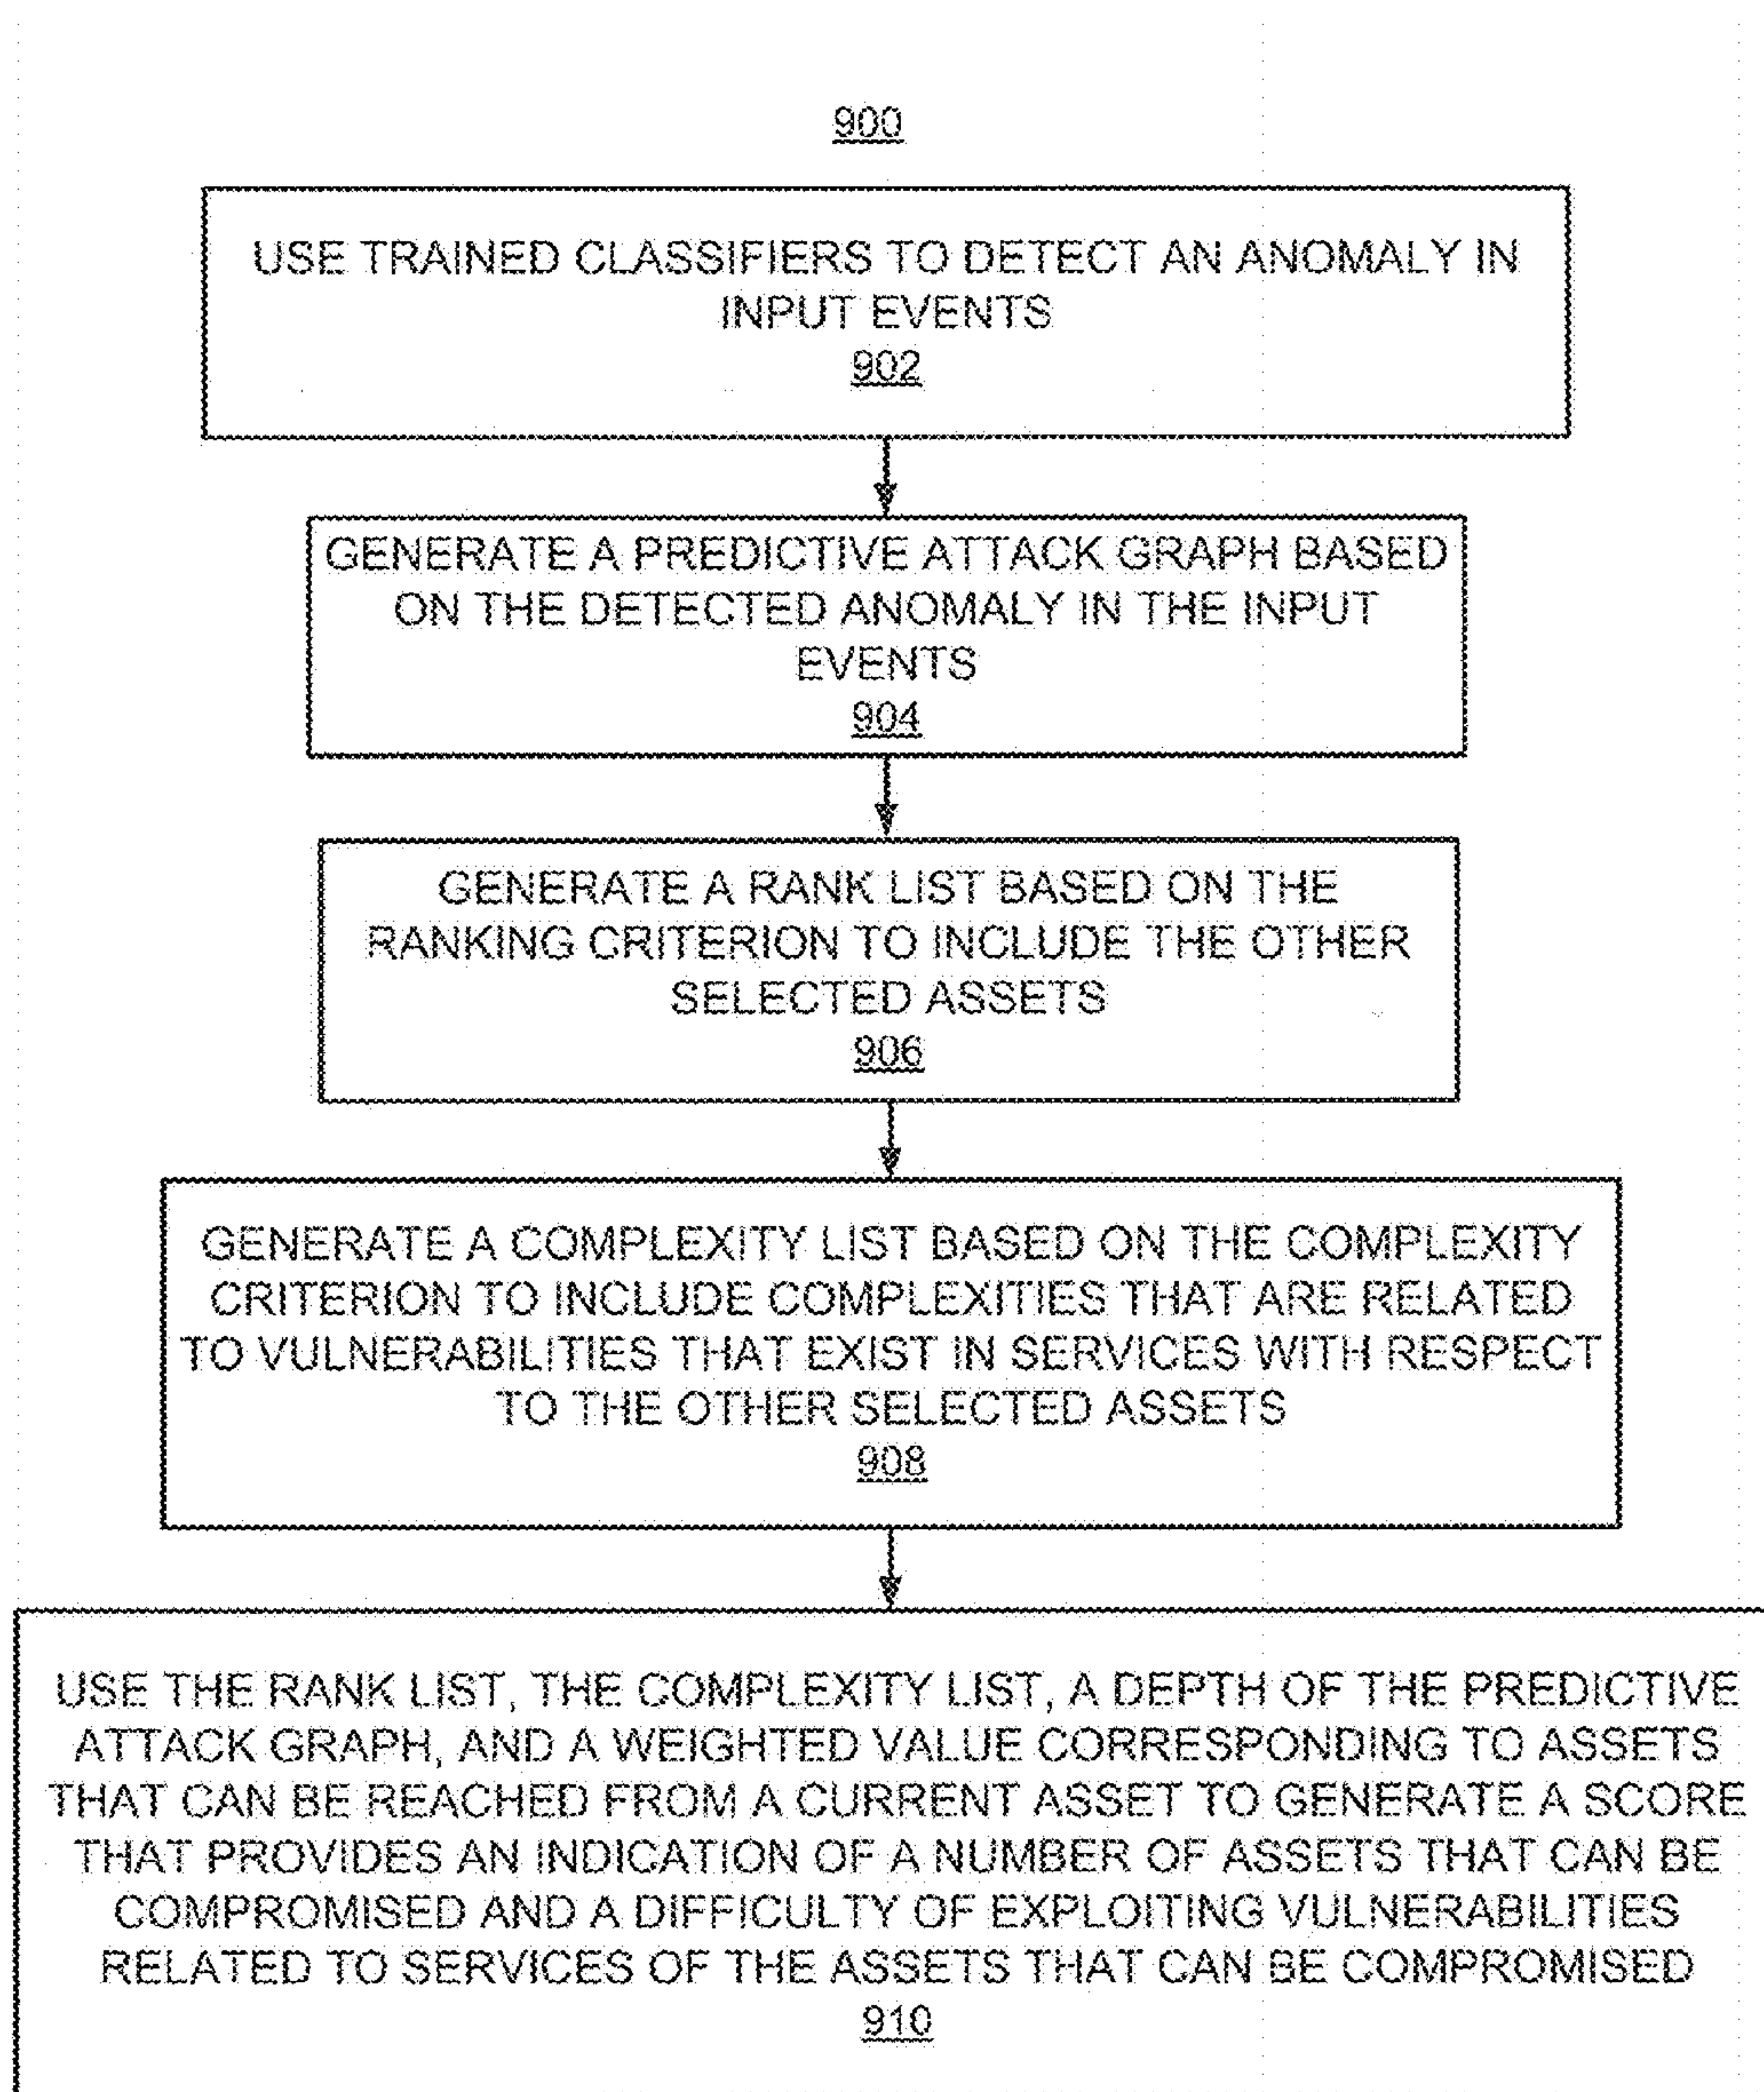 900
USE TRAINED CLASSIFIERS TO DETECT AN ANOMALY IN
INPUT EVENTS
902
GENERATE A PREDICTIVE ATTACK GRAPH BASED
ON THE DETECTED ANOMALY IN THE INPUT
EVENTS
904
GENERATE A RANK LIST BASED ON THE
RANKING CRITERION TO INCLUDE THE OTHER
SELECTED ASSETS
906
GENERATE A COMPLEXITY LIST BASED ON THE COMPLEXITY
CRITERION TO INCLUDE COMPLEXITIES THAT ARE RELATED
TO VULNERABILITIES THAT EXIST IN SERVICES WITH RESPECT
TO THE OTHER SELECTED ASSETS
908
USE THE RANK LIST, THE COMPLEXITY LIST, A DEPTH OF THE PREDICTIVE
ATTACK GRAPH, AND A WEIGHTED VALUE CORRESPONDING TO ASSETS
THAT CAN BE REACHED FROM A CURRENT ASSET TO GENERATE A SCORE
THAT PROVIDES AN INDICATION OF A NUMBER OF ASSETS THAT CAN BE
COMPROMISED AND A DIFFICULTY OF EXPLOITING VULNERABILITIES
RELATED TO SERVICES OF THE ASSETS THAT CAN BE COMPROMISED
910